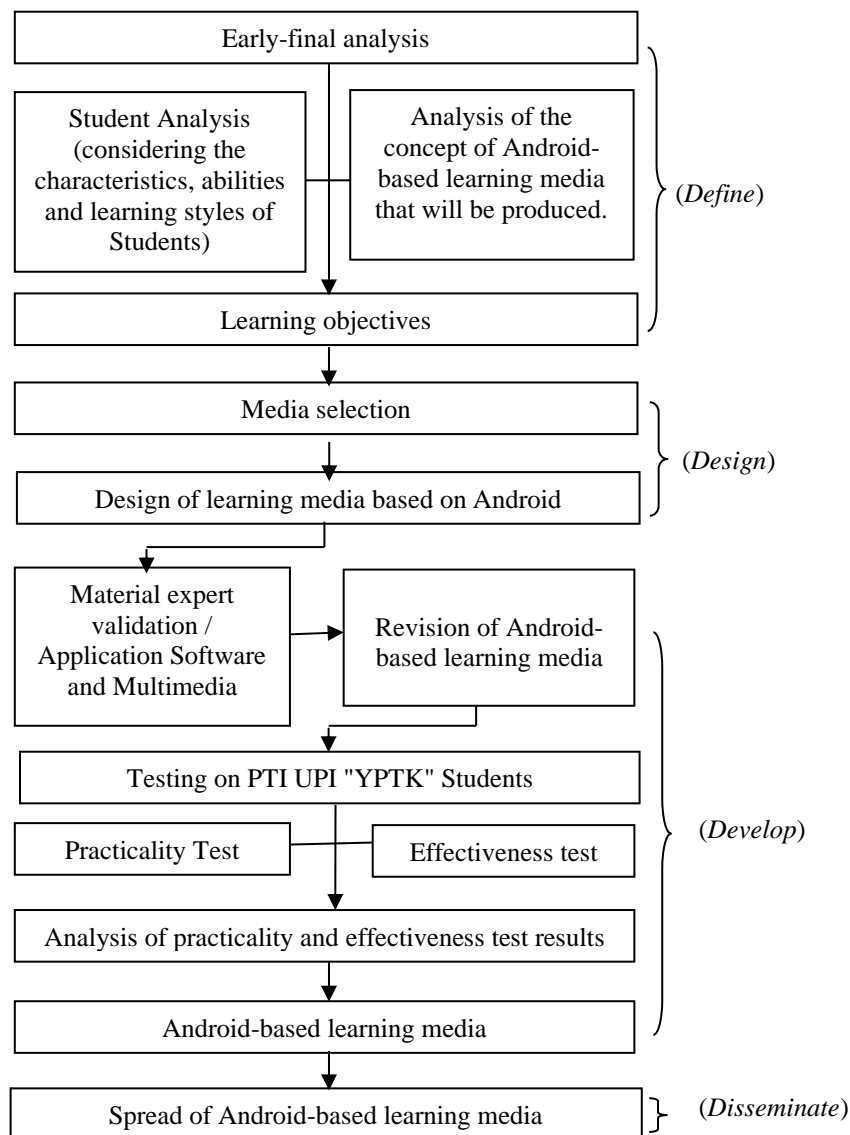 Early-final analysis
Student Analysis
(considering the
characteristics, abilities
and learning styles of
Students)
Analysis of the
concept of Android-
based learning media
that will be produced.
(Define)
Learning objectives
Media selection
(Design)
Design of learning media based on Android
Material expert
validation /
Application Software
and Multimedia
Revision of Android-
based learning media
Testing on PTI UPI "YPTK" Students
(Develop)
Practicality Test
Effectiveness test
Analysis of practicality and effectiveness test results
Android-based learning media
Spread of Android-based learning media
(Disseminate)